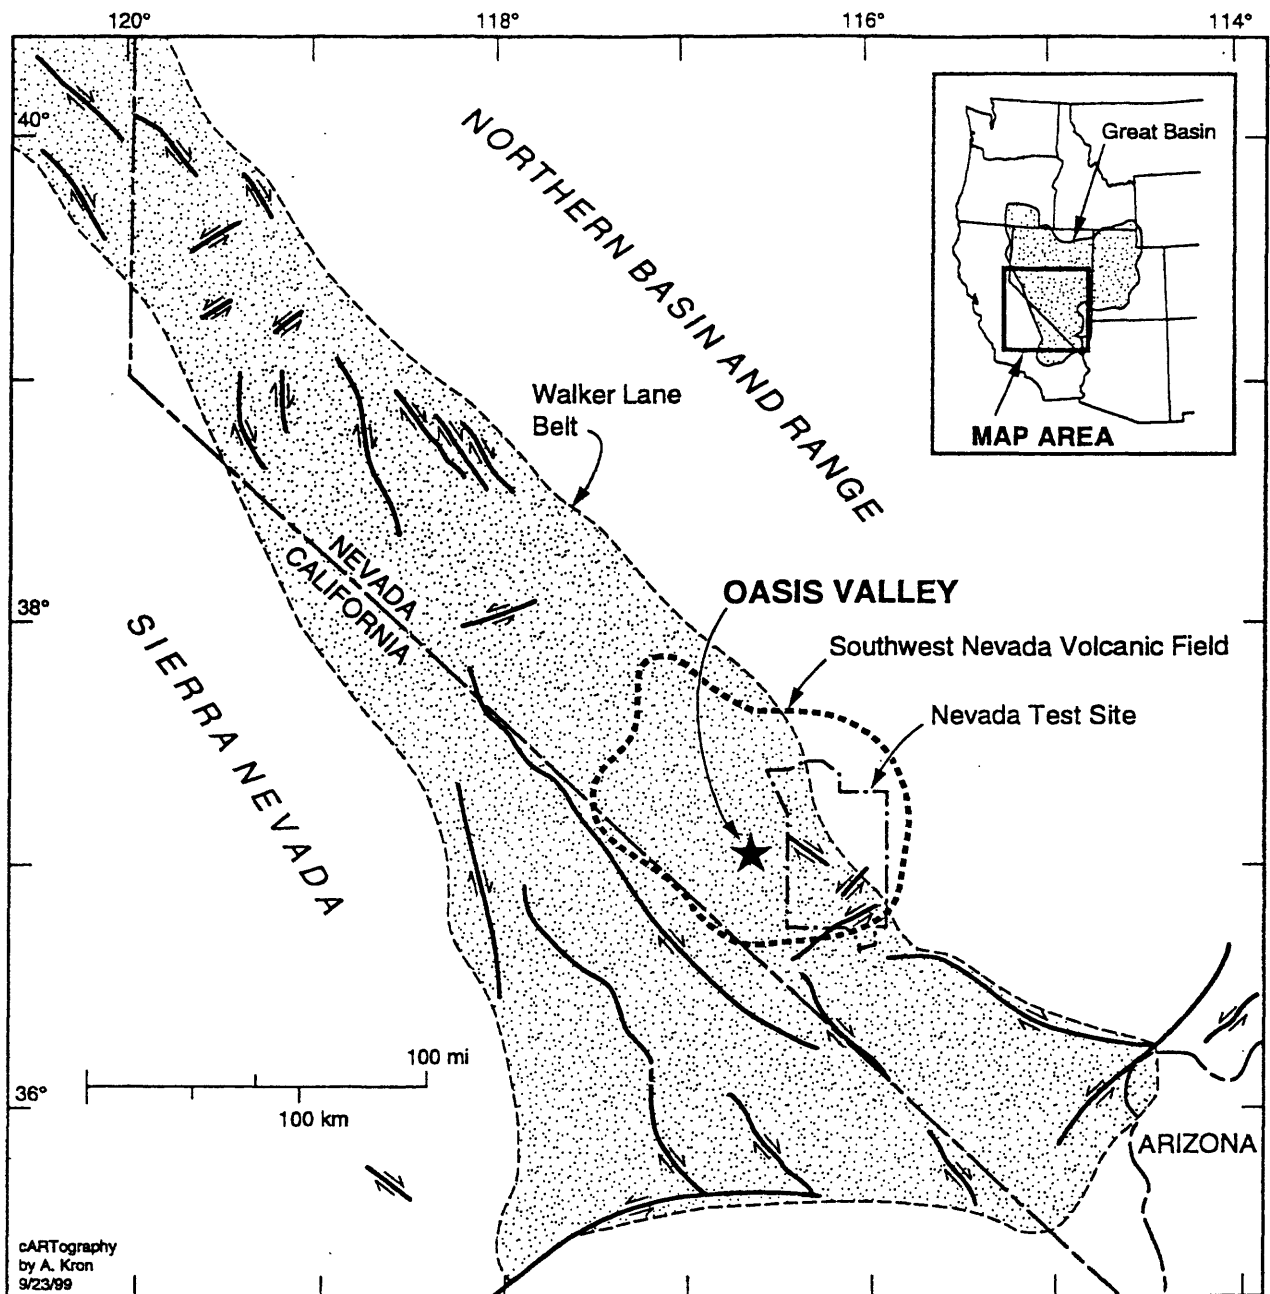 120° 118° 116° 114°
40°
NORTHERN BASIN AND RANGE
Great Basin
MAP AREA
Walker Lane
Belt
NEVADA
CALIFORNIA
38°
OASIS VALLEY
Southwest Nevada Volcanic Field
Nevada Test Site
SIERRA NEVADA
100 mi
36°
100 km
ARIZONA
cARTography
by A. Kron
9/23/99